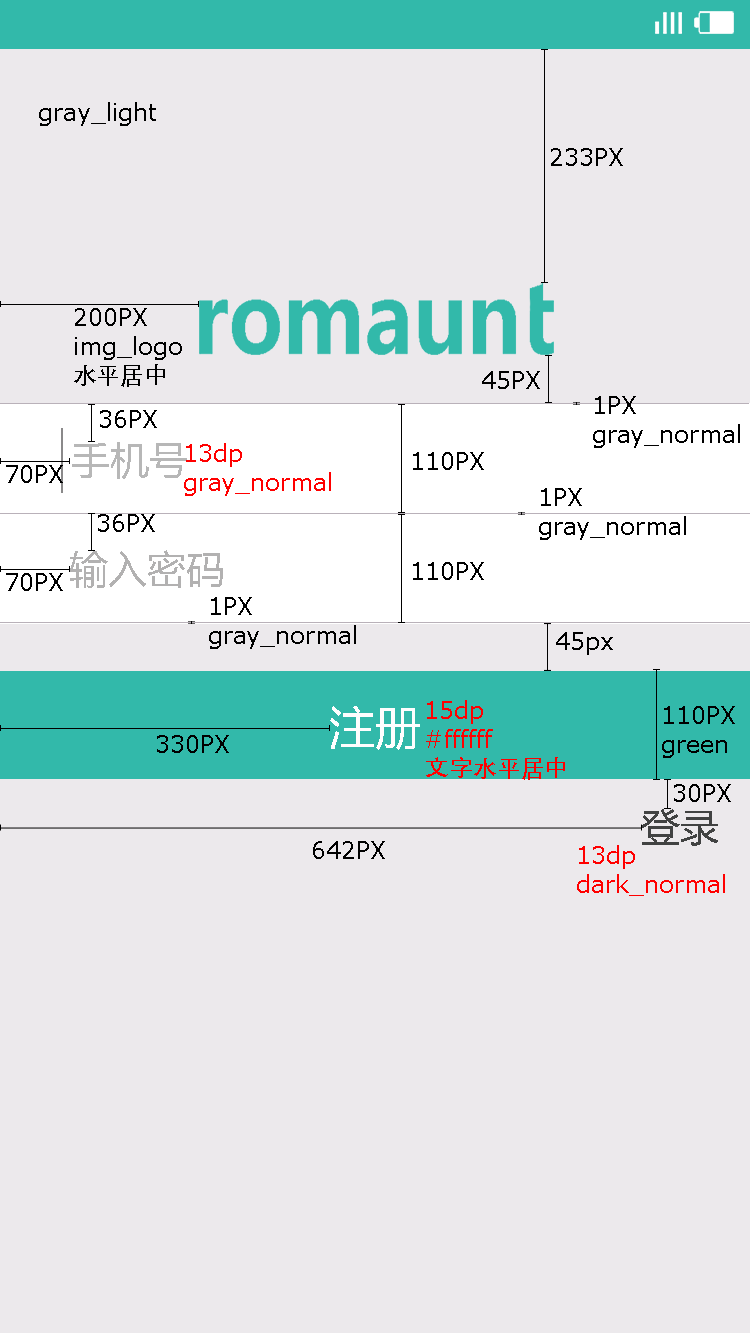 gray_light
233PX
romaunt
200PX
img_logo
水平居中
45PX
1PX
gray_normal
36PX
手机号
13dp
gray_normal
70PX
110PX
1PX
gray_normal
36PX
输入密码
70PX
110PX
1PX
gray_normal
45px
注册
15dp
#ffffff
文字水平居中
330PX
110PX
green
30PX
登录
642PX
13dp
dark_normal